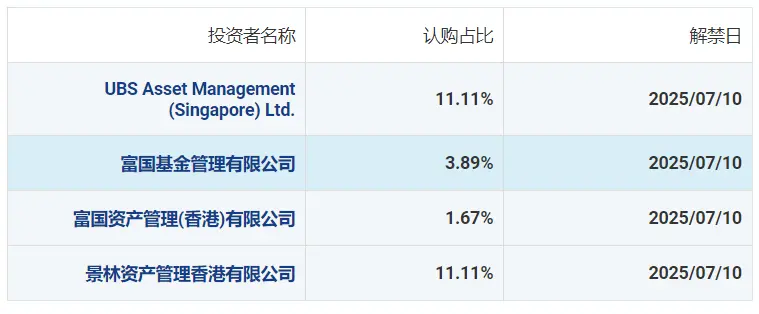 投资者名称 认购占比 解禁日
UBS Asset Management
(Singapore) Ltd. 11.11% 2025/07/10
富国基金管理有限公司 3.89% 2025/07/10
富国资产管理(香港)有限公司 1.67% 2025/07/10
景林资产管理香港有限公司 11.11% 2025/07/10